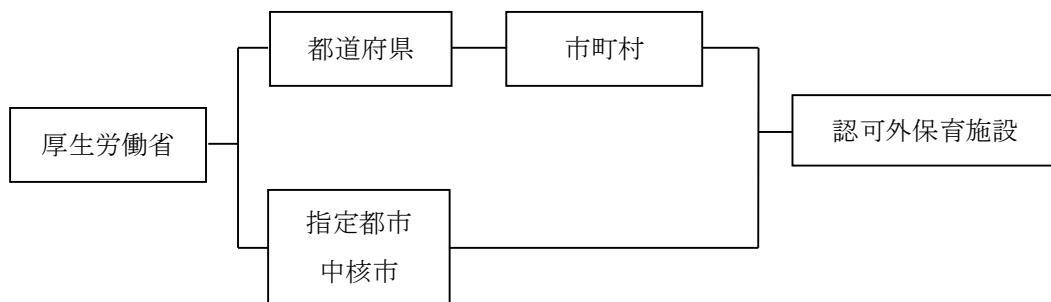 厚生労働省
都道府県
市町村
指定都市
中核市
認可外保育施設